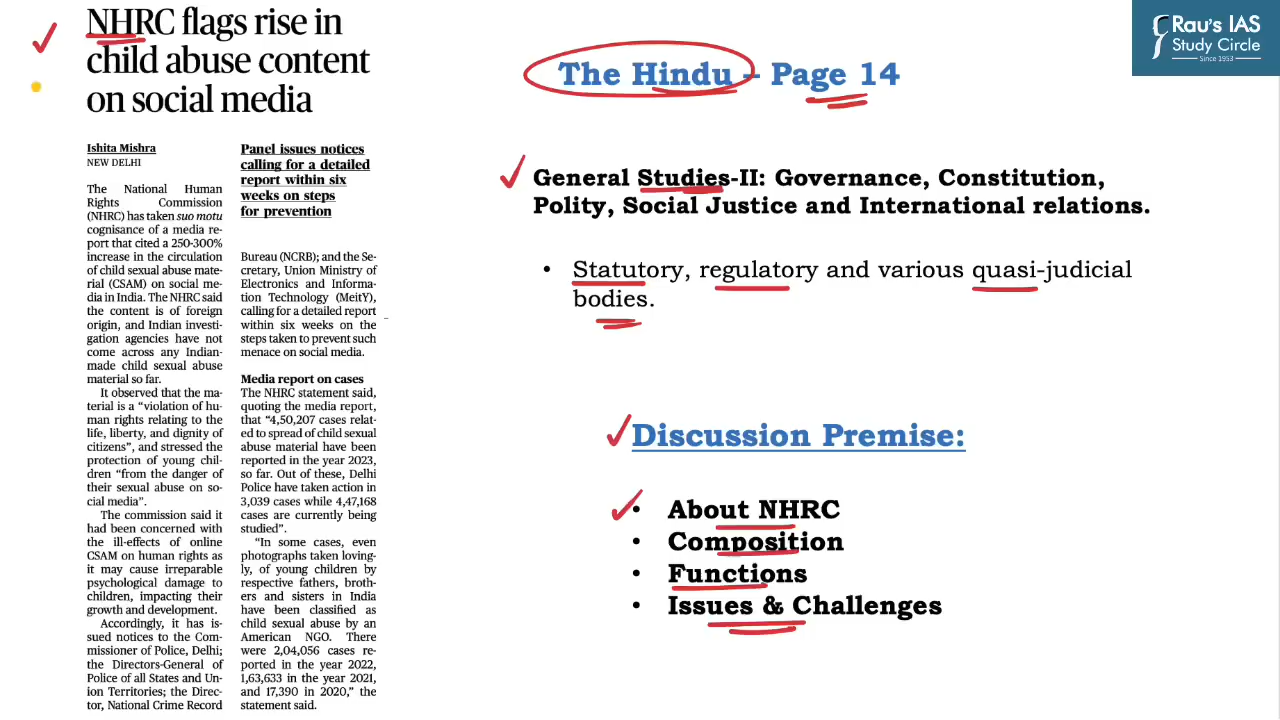 NHRC flags rise in
child abuse content
on social media
Ishita Mishra
NEW DELHI
The National Human
Rights Commission
(NHRC) has taken suo motu
cognisance of a media re-
port that cited a 250-300%
increase in the circulation
of child sexual abuse mate-
rial (CSAM) on social me-
dia in India. The NHRC said
the content is of foreign
origin, and Indian investi-
gation agencies have not
come across any Indian-
made child sexual abuse
material so far.
It observed that the ma-
terial is a “violation of hu-
man rights relating to the
life, liberty, and dignity of
citizens”, and stressed the
protection of young chil-
dren “from the danger of
their sexual abuse on so-
cial media”.
The commission said it
had been concerned with
the ill-effects of online
CSAM on human rights as
it may cause irreparable
psychological damage to
children, impacting their
growth and development.
Accordingly, it has is-
sued notices to the Com-
missioner of Police, Delhi;
the Directors-General of
Police of all States and Un-
ion Territories; the Direc-
tor, National Crime Record
Panel issues notices
calling for a detailed
report within six
weeks on steps
for prevention
Bureau (NCRB); and the Se-
cretary, Union Ministry of
Electronics and Informa-
tion Technology (MeitY),
calling for a detailed report
within six weeks on the
steps taken to prevent such
menace on social media.
Media report on cases
The NHRC statement said,
quoting the media report,
that “4,50,207 cases relat-
ed to spread of child sexual
abuse material have been
reported in the year 2023,
so far. Out of these, Delhi
Police have taken action in
3,039 cases while 4,47,168
cases are currently being
studied”.
“In some cases, even
photographs taken loving-
ly, of young children by
respective fathers, broth-
ers and sisters in India
have been classified as
child sexual abuse by an
American NGO. There
were 2,04,056 cases re-
ported in the year 2022,
1,63,633 in the year 2021,
and 17,390 in 2020,” the
statement said.
The Hindu – Page 14
General Studies-II: Governance, Constitution,
Polity, Social Justice and International relations.
• Statutory, regulatory and various quasi-judicial
bodies.
Discussion Premise:
• About NHRC
• Composition
• Functions
• Issues & Challenges
Rau's IAS
Study Circle
Since 1953